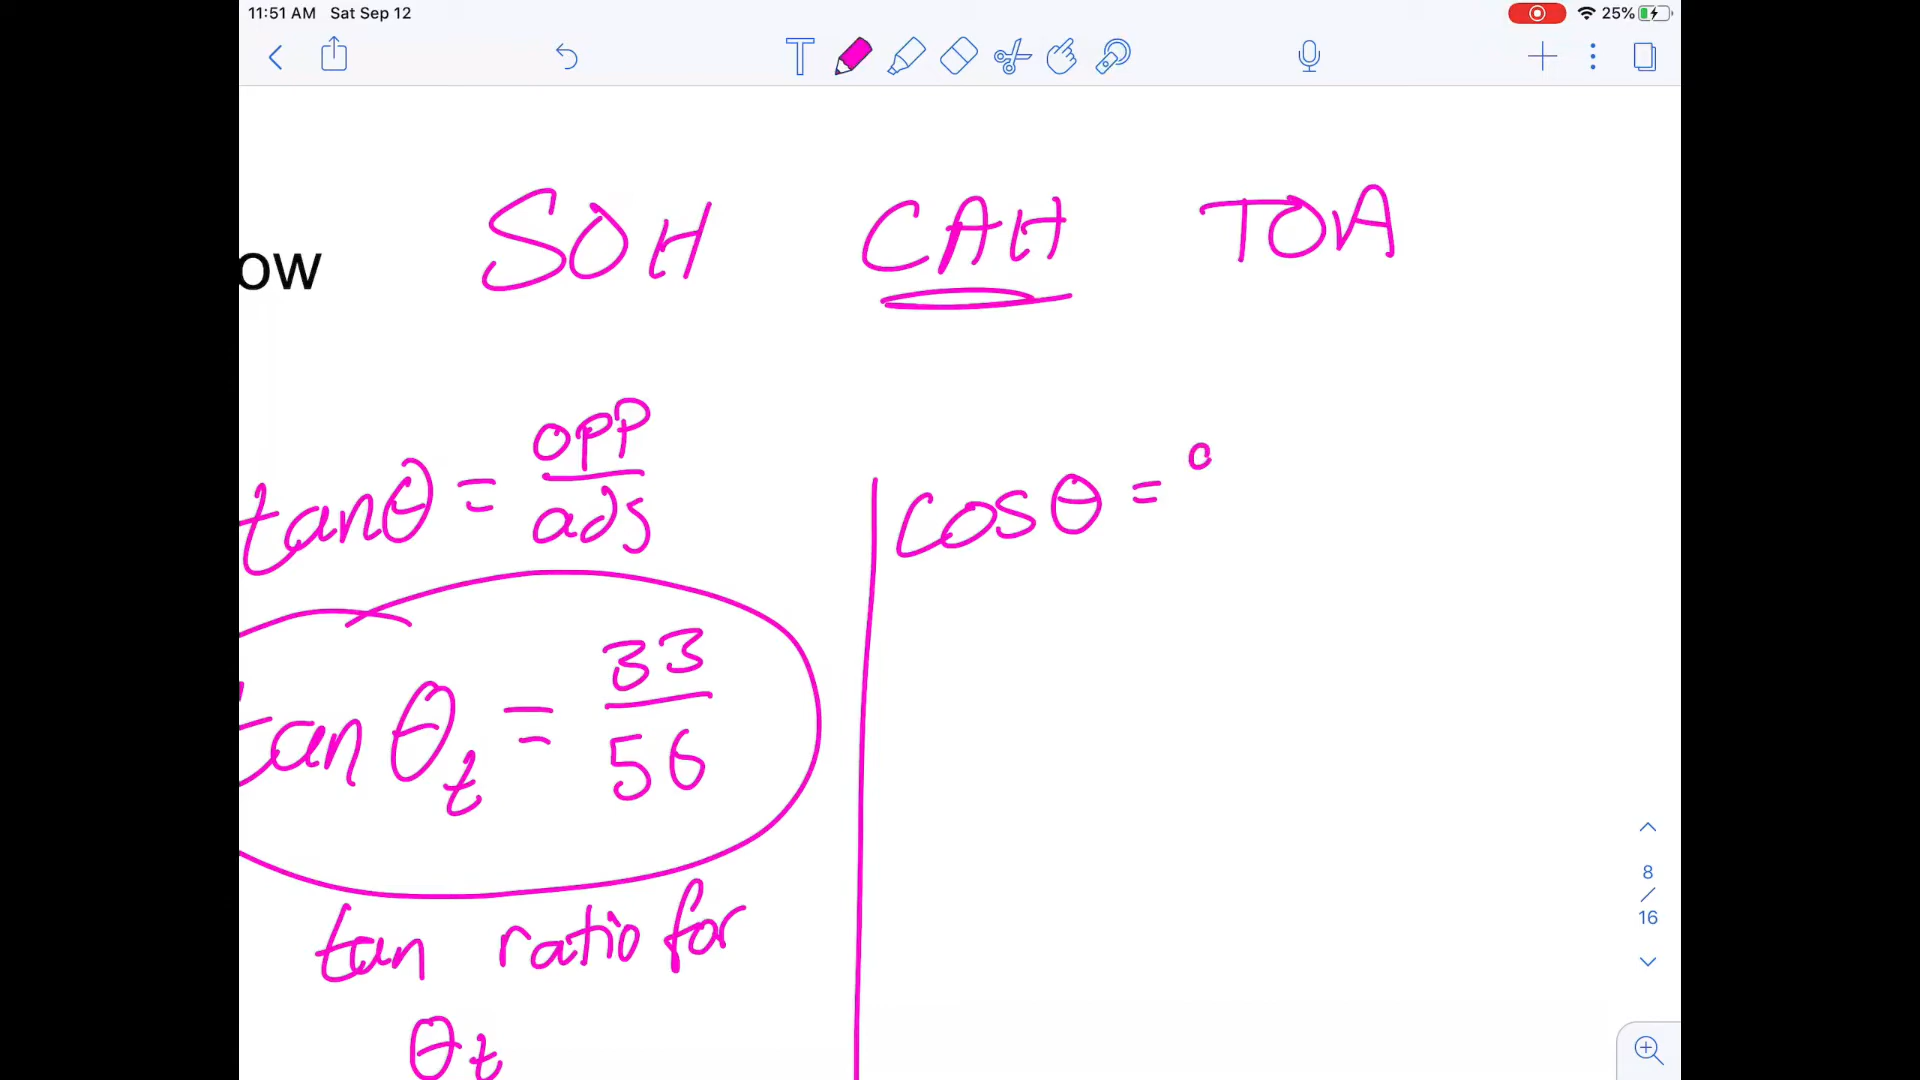 11:51 AM Sat Sep 12 25%
T
SOH CAH TOA
ow
tanθ = opp/adj
cosθ = a
tan θt = 33/56
tan ratio for
θt
8
/
16